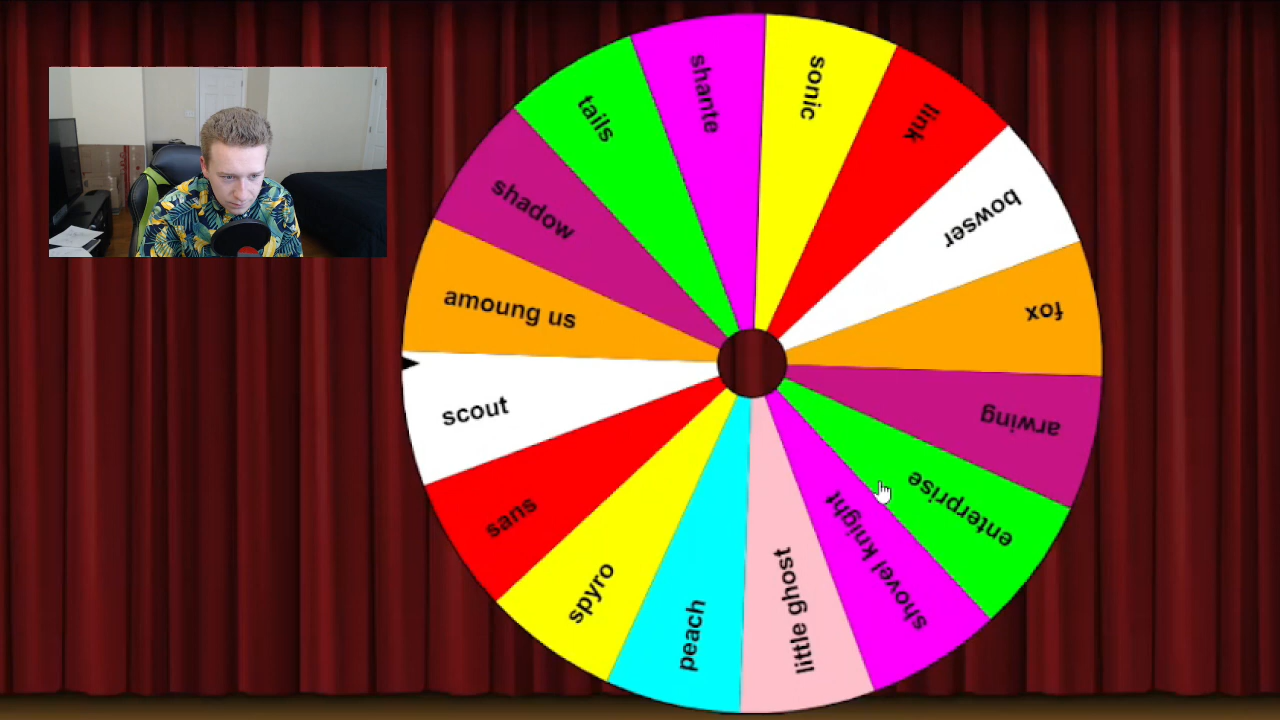 shante
sonic
link
bowser
fox
arwing
enterprise
shovel knight
little ghost
peach
spyro
sans
scout
amoung us
shadow
tails